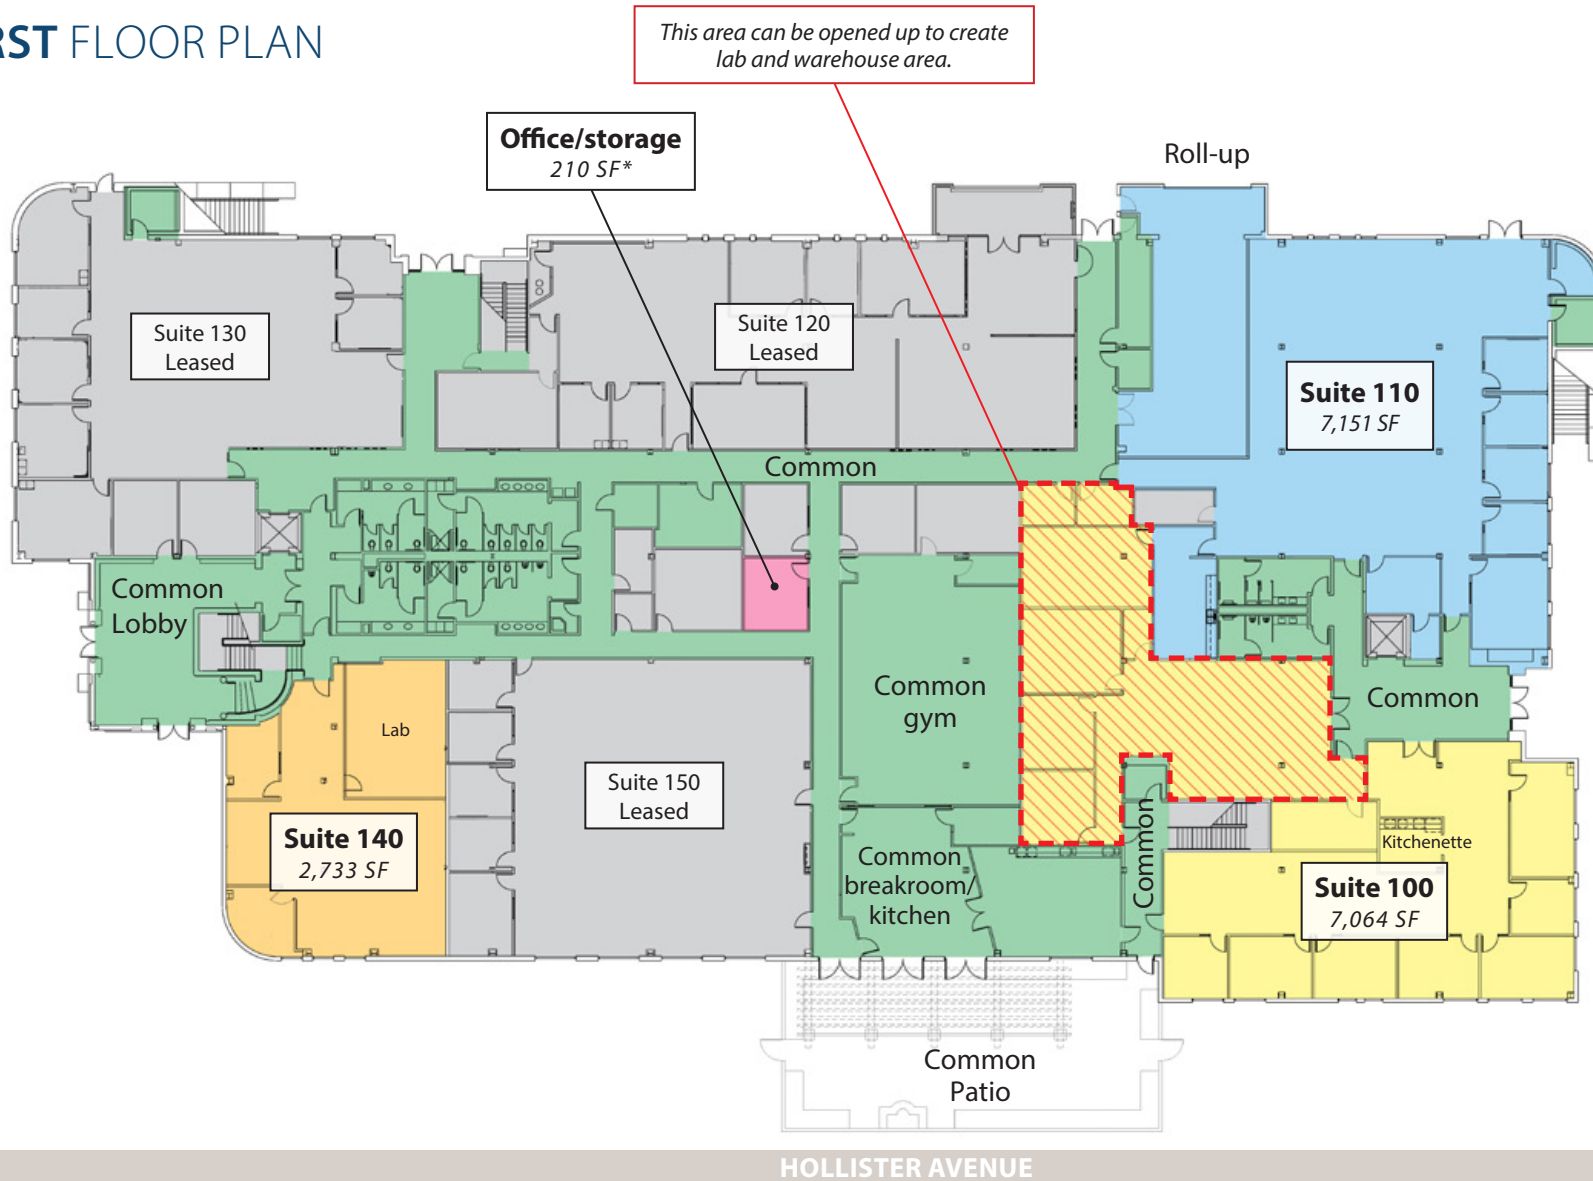 RST FLOOR PLAN
This area can be opened up to create
lab and warehouse area.
Office/storage
210 SF*
Roll-up
Suite 130
Leased
Suite 120
Leased
Suite 110
7,151 SF
Common
Common
Lobby
Common
gym
Common
Lab
Suite 150
Leased
Suite 140
2,733 SF
Common
Kitchenette
Common
breakroom/
kitchen
Suite 100
7,064 SF
Common
Patio
HOLLISTER AVENUE